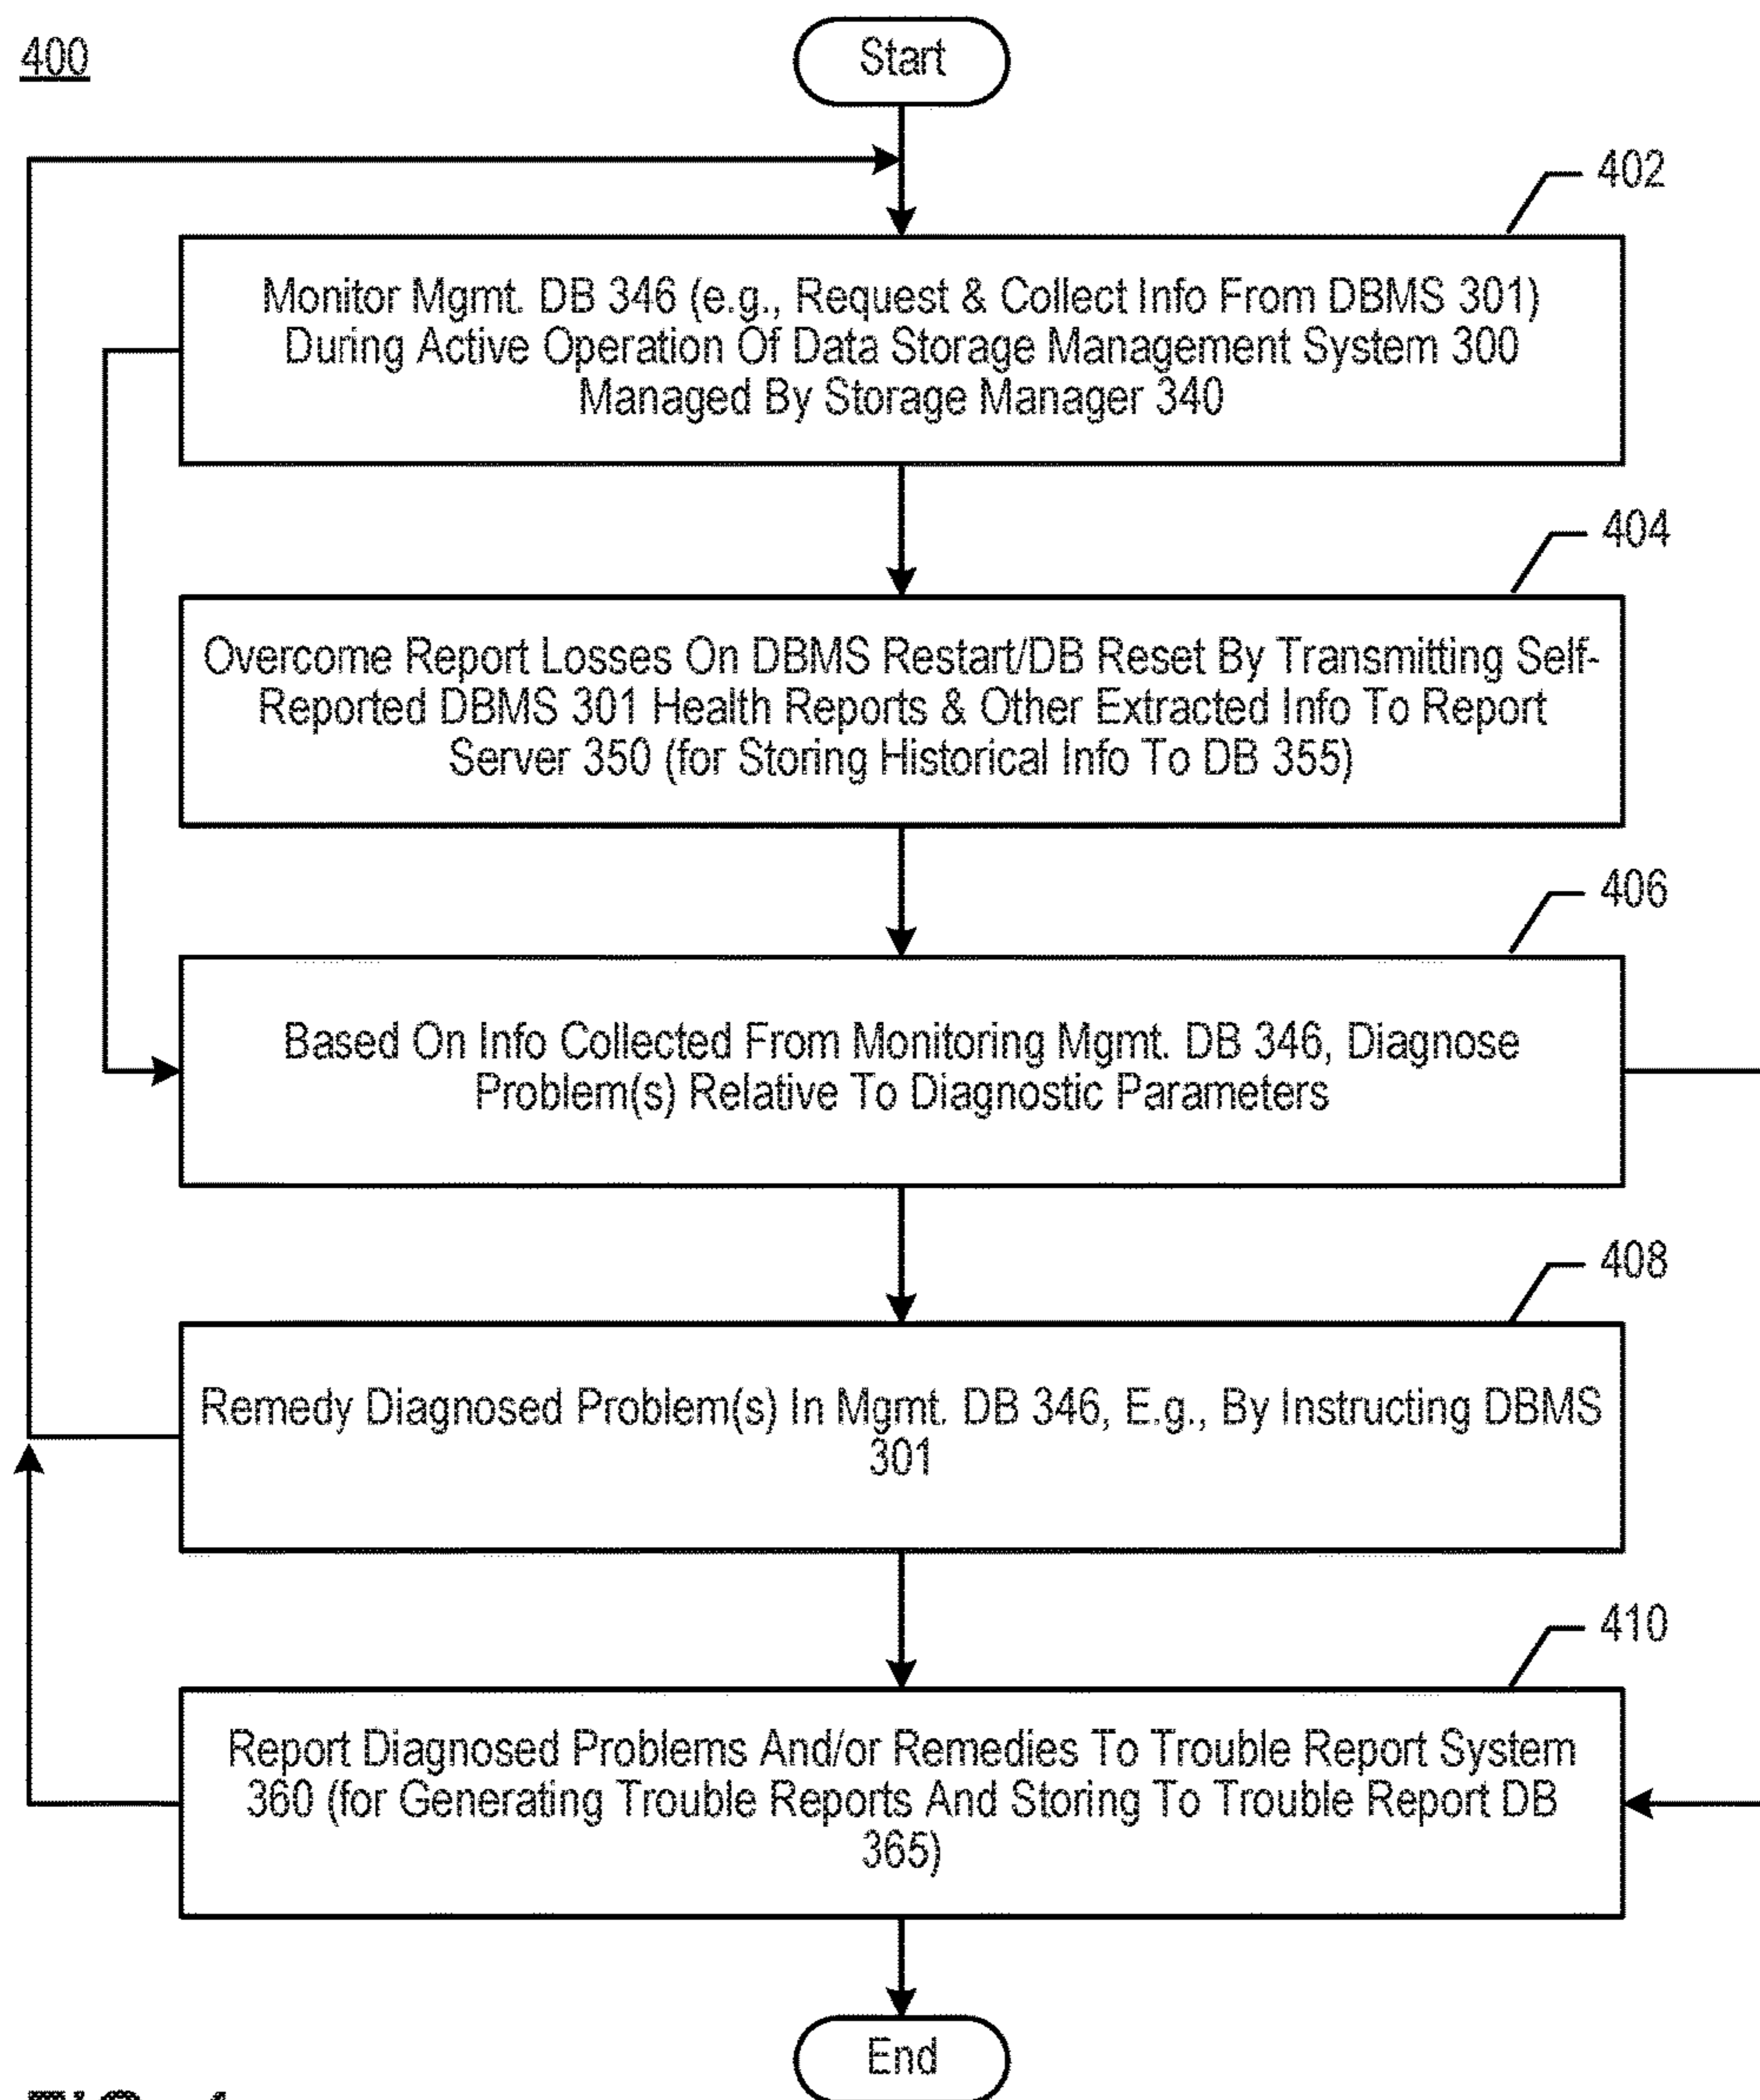 400
Start
402
Monitor Mgmt. DB 346 (e.g., Request & Collect Info From DBMS 301)
During Active Operation Of Data Storage Management System 300
Managed By Storage Manager 340
404
Overcome Report Losses On DBMS Restart/DB Reset By Transmitting Self-
Reported DBMS 301 Health Reports & Other Extracted Info To Report
Server 350 (for Storing Historical Info To DB 355)
406
Based On Info Collected From Monitoring Mgmt. DB 346, Diagnose
Problem(s) Relative To Diagnostic Parameters
408
Remedy Diagnosed Problem(s) In Mgmt. DB 346, E.g., By Instructing DBMS
301
410
Report Diagnosed Problems And/or Remedies To Trouble Report System
360 (for Generating Trouble Reports And Storing To Trouble Report DB
365)
End